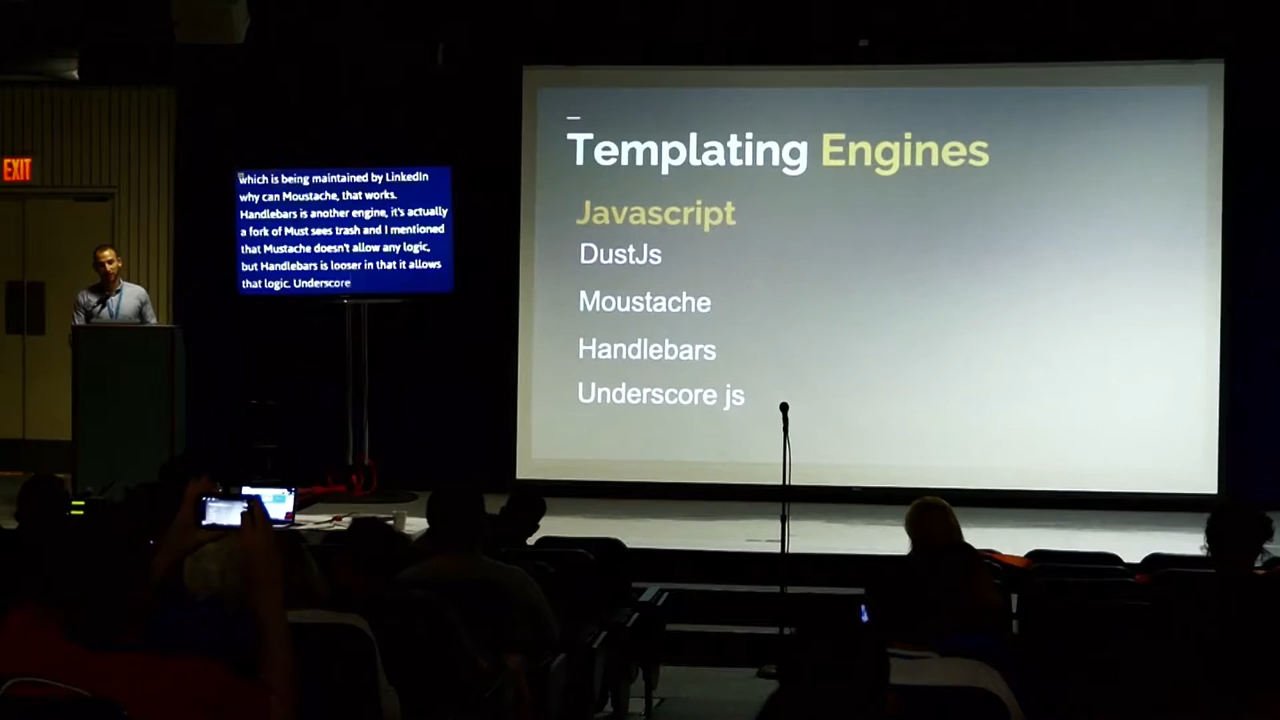 EXIT
which is being maintained by LinkedIn
why can Moustache, that works.
Handlebars is another engine, it's actually
a fork of Must sees trash and I mentioned
that Mustache doesn't allow any logic,
but Handlebars is looser in that it allows
that logic. Underscore
Templating Engines
Javascript
DustJs
Moustache
Handlebars
Underscore js